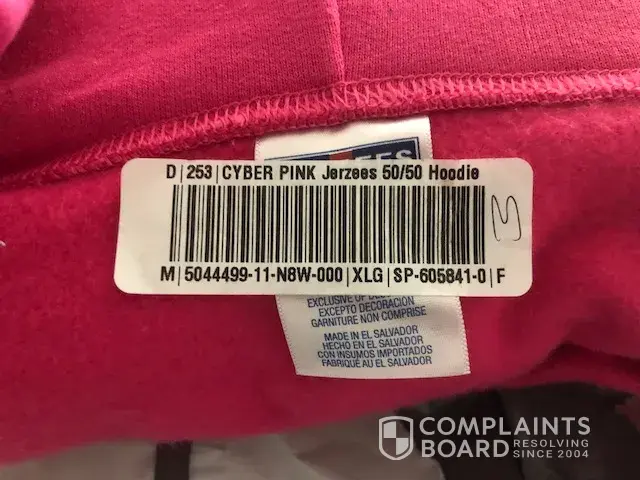 D|253|CYBER PINK Jerzees 50/50 Hoodie
M|5044499-11-N8W-000|XLG|SP-605841-0|F
EXCLUSIVE OF
EXCEPTO DECORACIÓN
GARNITURE NON COMPRISE
MADE IN EL SALVADOR
HECHO EN EL SALVADOR
CON INSUMOS IMPORTADOS
FABRIQUÉ AU EL SALVADOR
COMPLAINTS
BOARD RESOLVING
SINCE 2004